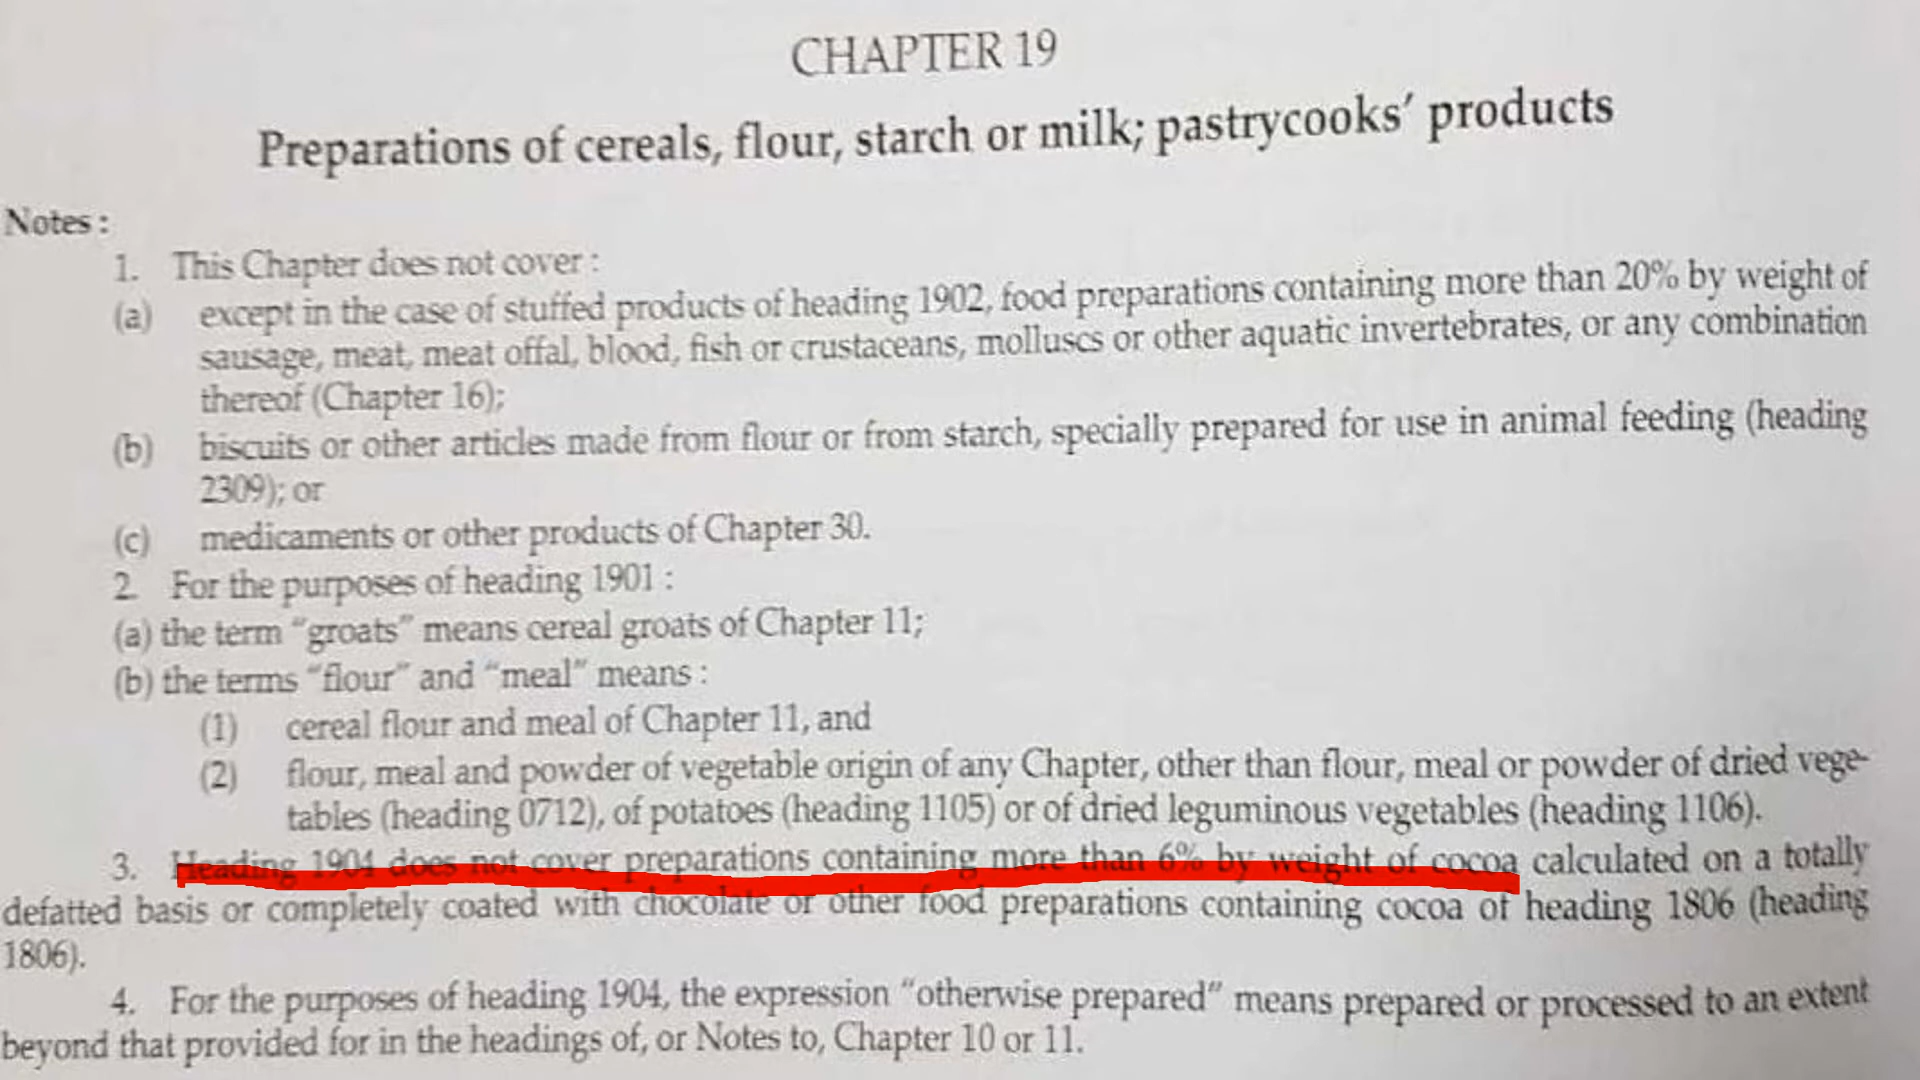 CHAPTER 19
Preparations of cereals, flour, starch or milk; pastrycooks' products
Notes :
1. This Chapter does not cover :
(a) except in the case of stuffed products of heading 1902, food preparations containing more than 20% by weight of
sausage, meat, meat offal, blood, fish or crustaceans, molluscs or other aquatic invertebrates, or any combination
thereof (Chapter 16);
(b) biscuits or other articles made from flour or from starch, specially prepared for use in animal feeding (heading
2309); or
(c) medicaments or other products of Chapter 30.
2. For the purposes of heading 1901 :
(a) the term "groats" means cereal groats of Chapter 11;
(b) the terms "flour" and "meal" means :
(1) cereal flour and meal of Chapter 11, and
(2) flour, meal and powder of vegetable origin of any Chapter, other than flour, meal or powder of dried vege-
tables (heading 0712), of potatoes (heading 1105) or of dried leguminous vegetables (heading 1106).
3. Heading 1904 does not cover preparations containing more than 6% by weight of cocoa calculated on a totally
defatted basis or completely coated with chocolate or other food preparations containing cocoa of heading 1806 (heading
1806).
4. For the purposes of heading 1904, the expression "otherwise prepared" means prepared or processed to an extent
beyond that provided for in the headings of, or Notes to, Chapter 10 or 11.